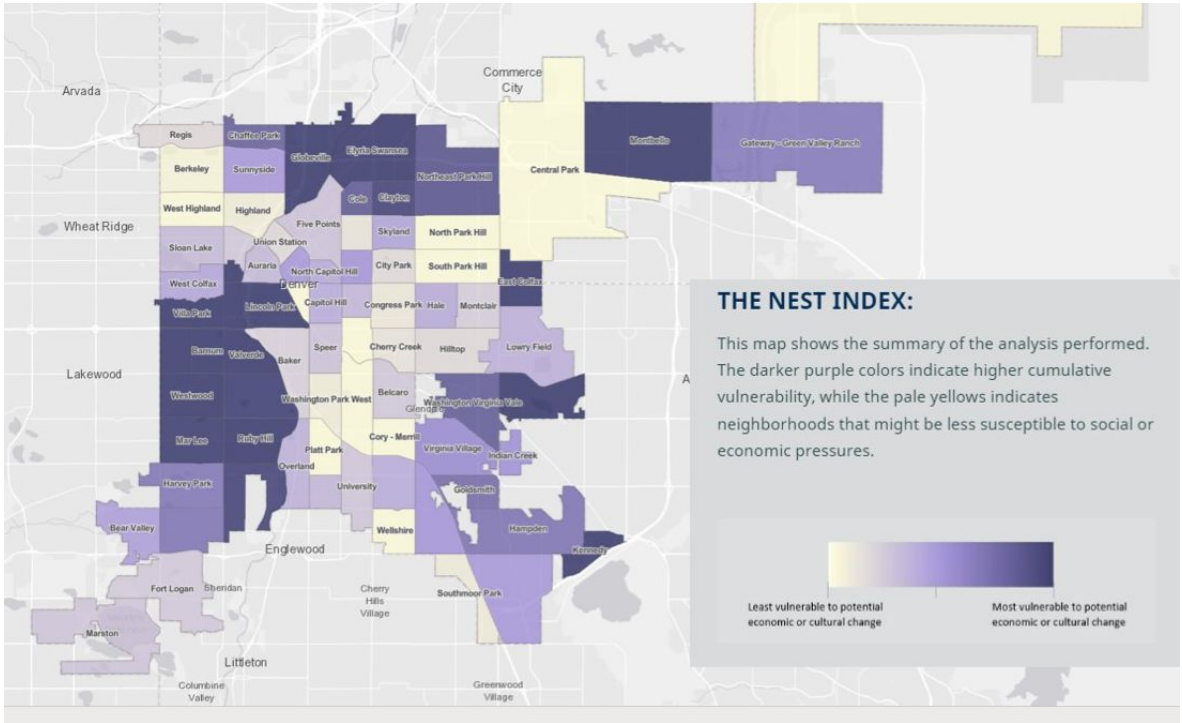 Commerce
City
Arvada
Regis
Chaffee Park
Globeville
Elyria Swansea
Montbello
Gateway - Green Valley Ranch
Berkeley
Sunnyside
Northeast Park Hill
Central Park
West Highland
Highland
Cole
Clayton
Wheat Ridge
Five Points
Skyland
North Park Hill
Sloan Lake
Union Station
Auraria
North Capitol Hill
City Park
South Park Hill
West Colfax
Denver
East Colfax
Villa Park
Lincoln Park
Capitol Hill
Congress Park
Hale
Montclair
Barnum
Valverde
Baker
Speer
Cherry Creek
Hilltop
Lowry Field
Lakewood
A
Westwood
Washington Park West
Belcaro
Glendale
Washington Virginia Vale
Mar Lee
Ruby Hill
Platt Park
Cory - Merrill
Virginia Village
Indian Creek
Overland
Harvey Park
University
Goldsmith
Bear Valley
Wellshire
Hampden
Englewood
Kennedy
Fort Logan
Sheridan
Cherry
Hills
Village
Southmoor Park
Marston
Littleton
Columbine
Valley
Greenwood
Village
THE NEST INDEX:
This map shows the summary of the analysis performed.
The darker purple colors indicate higher cumulative
vulnerability, while the pale yellows indicates
neighborhoods that might be less susceptible to social or
economic pressures.
Least vulnerable to potential
economic or cultural change
Most vulnerable to potential
economic or cultural change